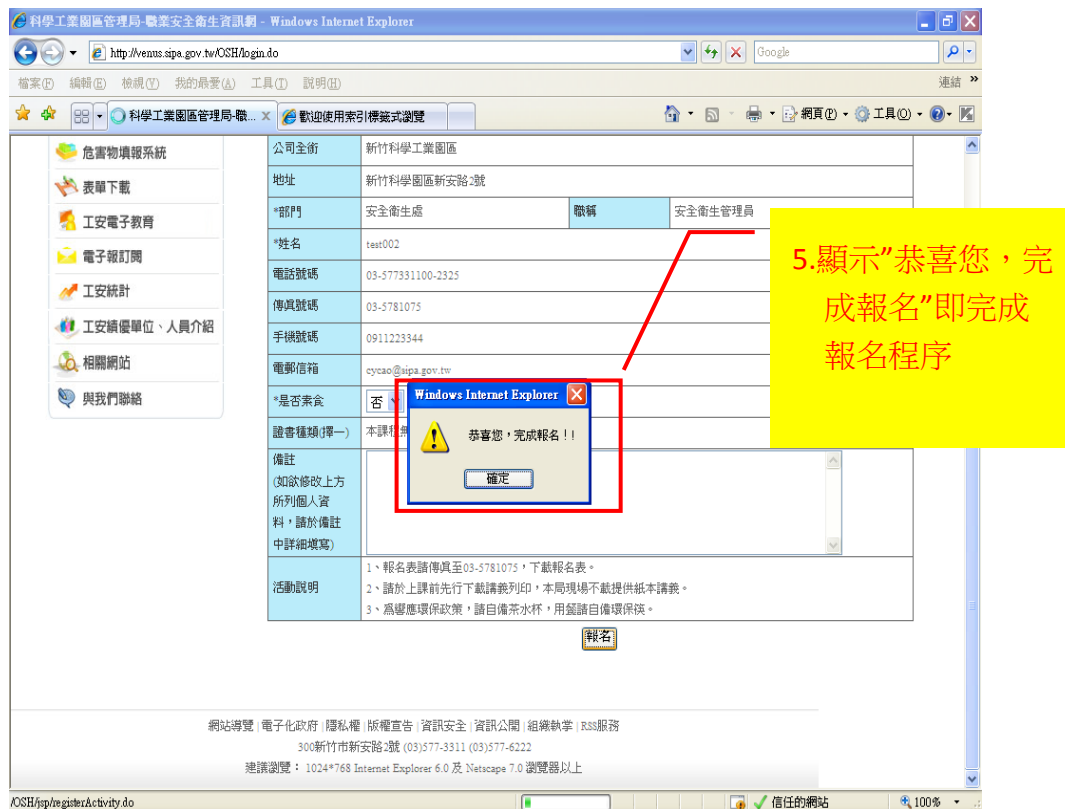 科學工業園區管理局-職業安全衛生資訊網 - Windows Internet Explorer
http://venus.sipa.gov.tw/OSH/login.do
Google
檔案(F) 編輯(E) 檢視(V) 我的最愛(A) 工具(T) 說明(H)
連結 »
科學工業園區管理局-職... x
歡迎使用索引標籤式瀏覽
網頁(P)
工具(O)
危害物填報系統
表單下載
工安電子教育
電子報訂閱
工安統計
工安績優單位、人員介紹
相關網站
與我們聯絡
公司全銜 新竹科學工業園區
地址 新竹科學園區新安路2號
*部門 安全衛生處 職稱 安全衛生管理員
*姓名 test002
電話號碼 03-577331100-2325
傳真號碼 03-5781075
手機號碼 0911223344
電郵信箱 cycao@sipa.gov.tw
*是否素食 否
證書種類(擇一) 本課程無
備註
(如欲修改上方
所列個人資
料，請於備註
中詳細填寫)
Windows Internet Explorer
恭喜您，完成報名!!
確定
5.顯示”恭喜您，完
成報名”即完成
報名程序
活動說明
1、報名表請傳真至03-5781075，下載報名表。
2、請於上課前先行下載講義列印，本局現場不載提供紙本講義。
3、為響應環保政策，請自備茶水杯，用餐請自備環保筷。
報名
網站導覽 | 電子化政府 | 隱私權 | 版權宣告 | 資訊安全 | 資訊公開 | 組織執掌 | RSS服務
300新竹市新安路2號 (03)577-3311 (03)577-6222
建議瀏覽： 1024*768 Internet Explorer 6.0 及 Netscape 7.0 瀏覽器以上
/OSH/jsp/registerActivity.do
信任的網站
100%